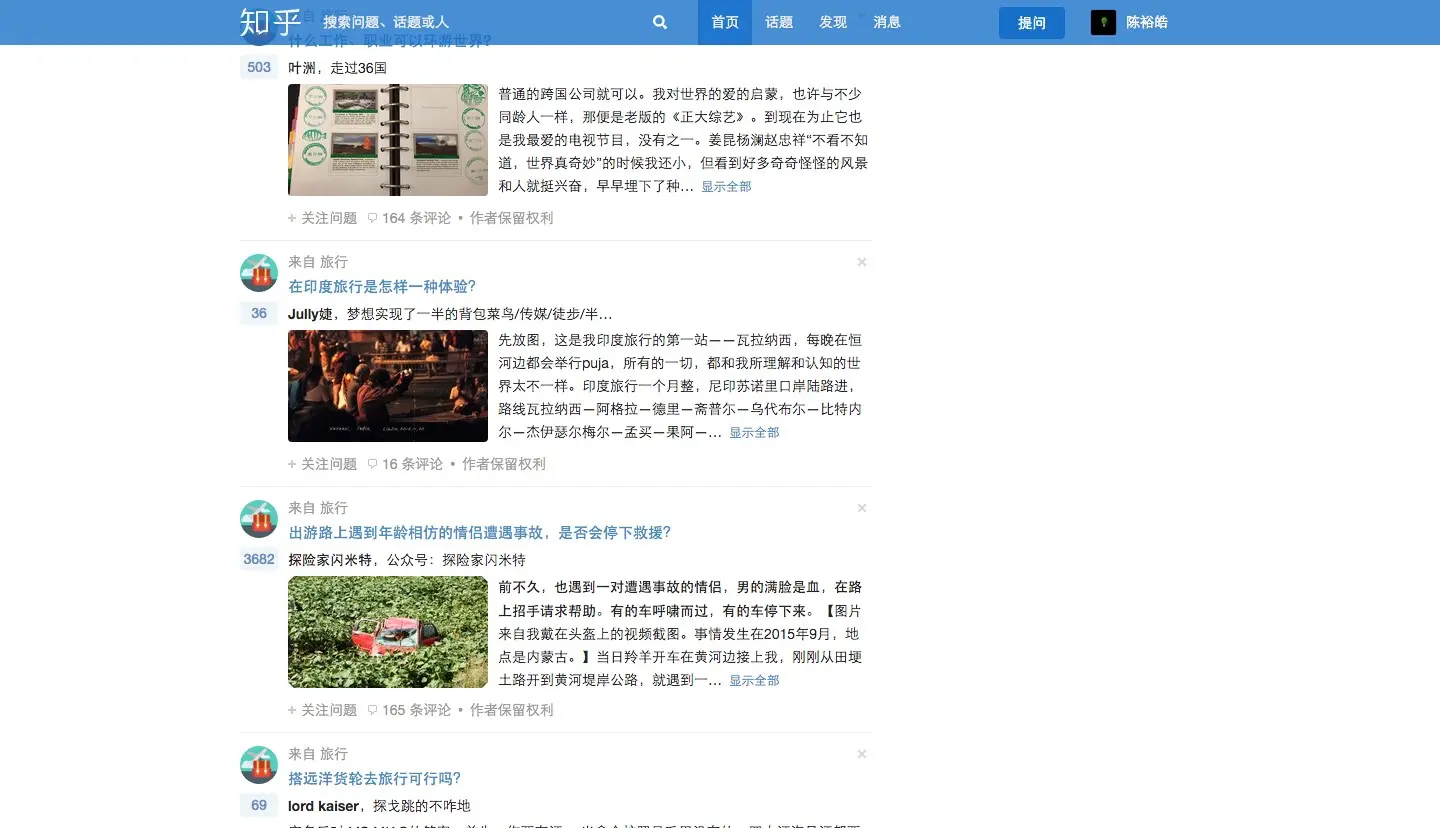 知乎
搜索问题、话题或人
首页 话题 发现 消息
提问
陈裕皓
来自 旅行
什么工作、职业可以环游世界？
503
叶洲，走过36国
普通的跨国公司就可以。我对世界的爱的启蒙，也许与不少
同龄人一样，那便是老版的《正大综艺》。到现在为止它也
是我最爱的电视节目，没有之一。姜昆杨澜赵忠祥“不看不知
道，世界真奇妙”的时候我还小，但看到好多奇奇怪怪的风景
和人就挺兴奋，早早埋下了种… 显示全部
+ 关注问题 164 条评论 • 作者保留权利
来自 旅行
在印度旅行是怎样一种体验？
36
Jully婕，梦想实现了一半的背包菜鸟/传媒/徒步/半…
先放图，这是我印度旅行的第一站——瓦拉纳西，每晚在恒
河边都会举行puja，所有的一切，都和我所理解和认知的世
界太不一样。印度旅行一个月整，尼印苏诺里口岸陆路进，
路线瓦拉纳西—阿格拉—德里—斋普尔—乌代布尔—比特内
尔—杰伊瑟尔梅尔—孟买—果阿—… 显示全部
+ 关注问题 16 条评论 • 作者保留权利
来自 旅行
出游路上遇到年龄相仿的情侣遭遇事故，是否会停下救援？
3682
探险家闪米特，公众号：探险家闪米特
前不久，也遇到一对遭遇事故的情侣，男的满脸是血，在路
上招手请求帮助。有的车呼啸而过，有的车停下来。【图片
来自我戴在头盔上的视频截图。事情发生在2015年9月，地
点是内蒙古。】当日羚羊开车在黄河边接上我，刚刚从田埂
土路开到黄河堤岸公路，就遇到一… 显示全部
+ 关注问题 165 条评论 • 作者保留权利
来自 旅行
搭远洋货轮去旅行可行吗？
69
lord kaiser，探戈跳的不咋地